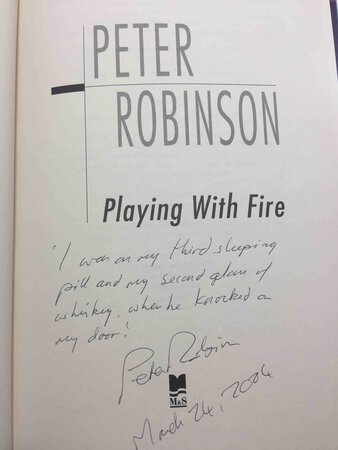 PETER
ROBINSON
Playing With Fire
'I was on my third sleeping
pill and my second glass of
whiskey, when he knocked on
my door!
Peter Robinson
M&S
March 24, 2004